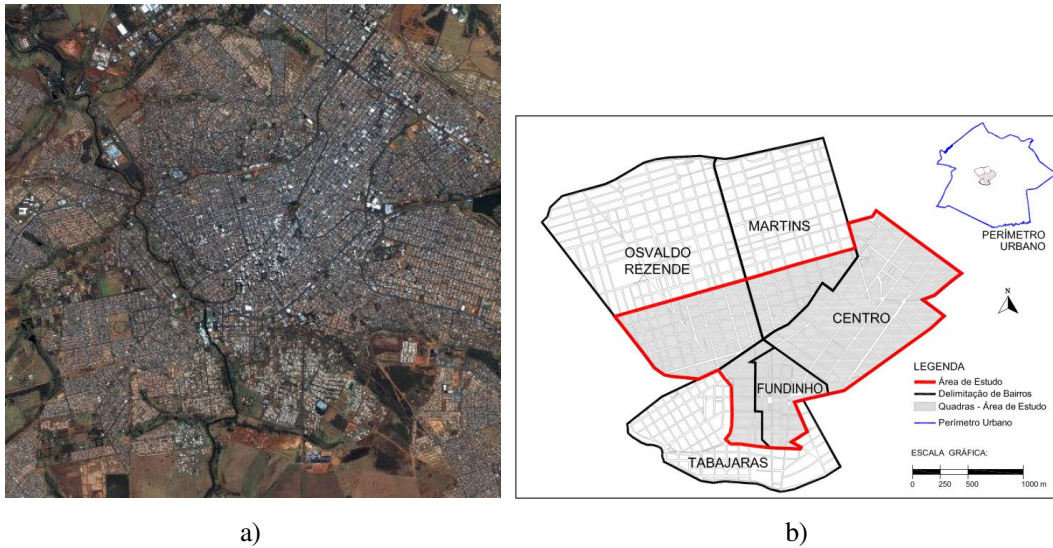 OSVALDO
REZENDE
MARTINS
CENTRO
FUNDINHO
TABAJARAS
PERÍMETRO
URBANO
N
LEGENDA
Área de Estudo
Delimitação de Bairros
Quadras - Área de Estudo
Perímetro Urbano
ESCALA GRÁFICA:
0 250 500 1000 m
a) b)